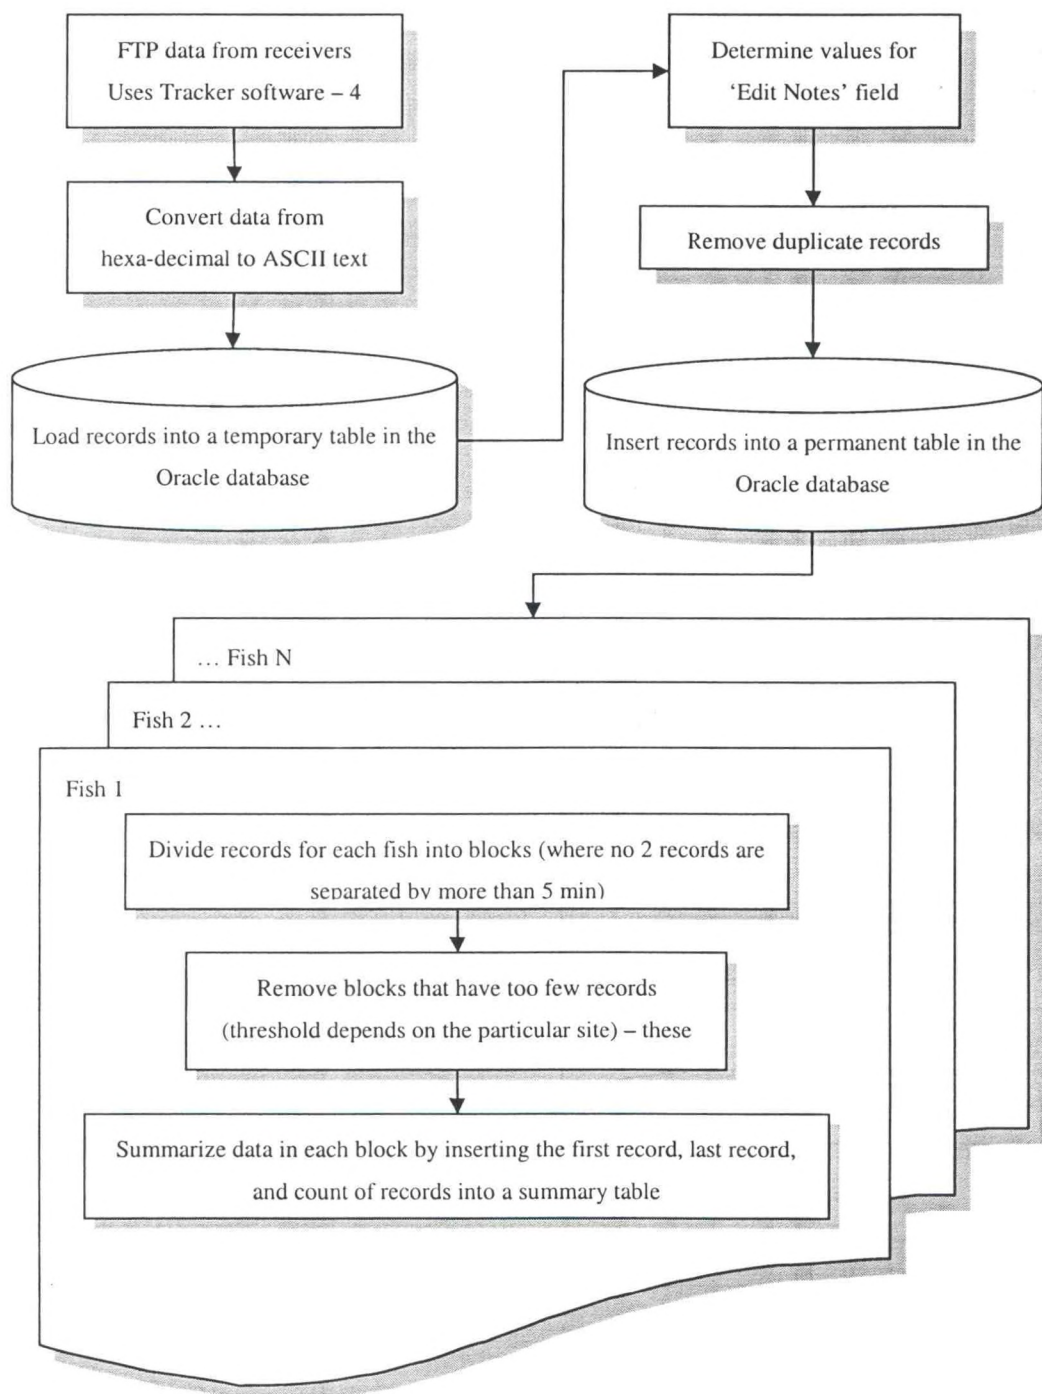 FTP data from receivers
Uses Tracker software – 4
Convert data from
hexa-decimal to ASCII text
Load records into a temporary table in the
Oracle database
Determine values for
‘Edit Notes’ field
Remove duplicate records
Insert records into a permanent table in the
Oracle database
… Fish N
Fish 2 …
Fish 1
Divide records for each fish into blocks (where no 2 records are
separated by more than 5 min)
Remove blocks that have too few records
(threshold depends on the particular site) – these
Summarize data in each block by inserting the first record, last record,
and count of records into a summary table